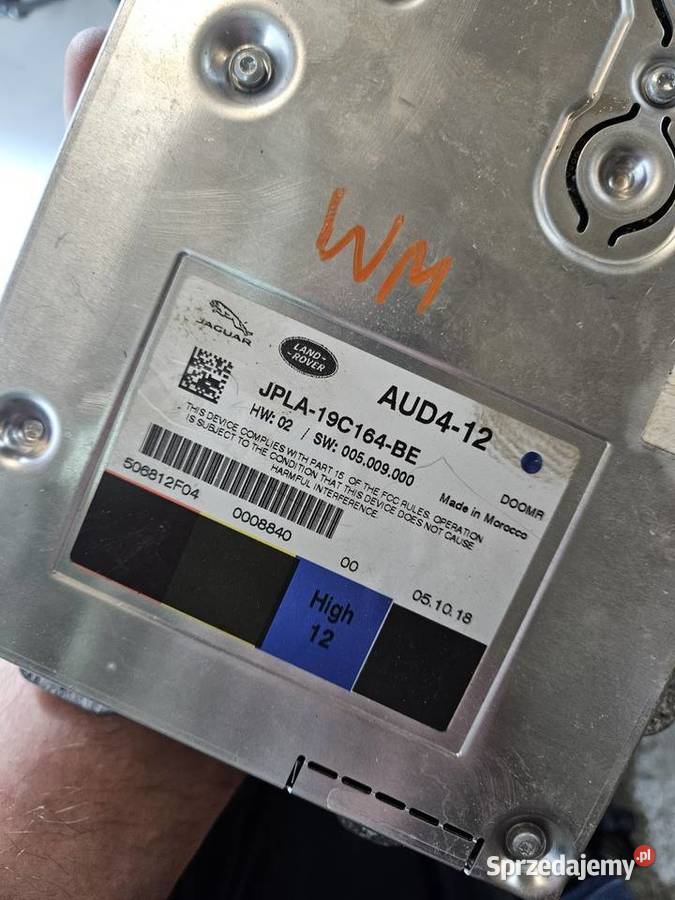 WM
JAGUAR
LAND-
-ROVER
AUD4-12
JPLA-19C164-BE
HW: 02 / SW: 005.009.000
THIS DEVICE COMPLIES WITH PART 15 OF THE FCC RULES. OPERATION
IS SUBJECT TO THE CONDITION THAT THIS DEVICE DOES NOT CAUSE
HARMFUL INTERFERENCE
Made in Morocco
DOOMR
506812F04
0008840
00
05.10.18
High
12
Sprzedajemy.pl